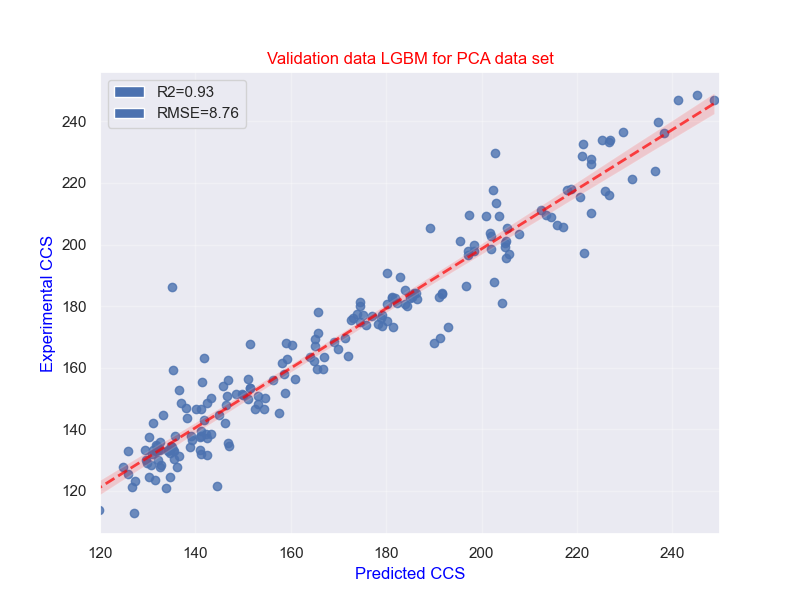 Validation data LGBM for PCA data set
R2=0.93
RMSE=8.76
Experimental CCS
240
220
200
180
160
140
120
120 140 160 180 200 220 240
Predicted CCS